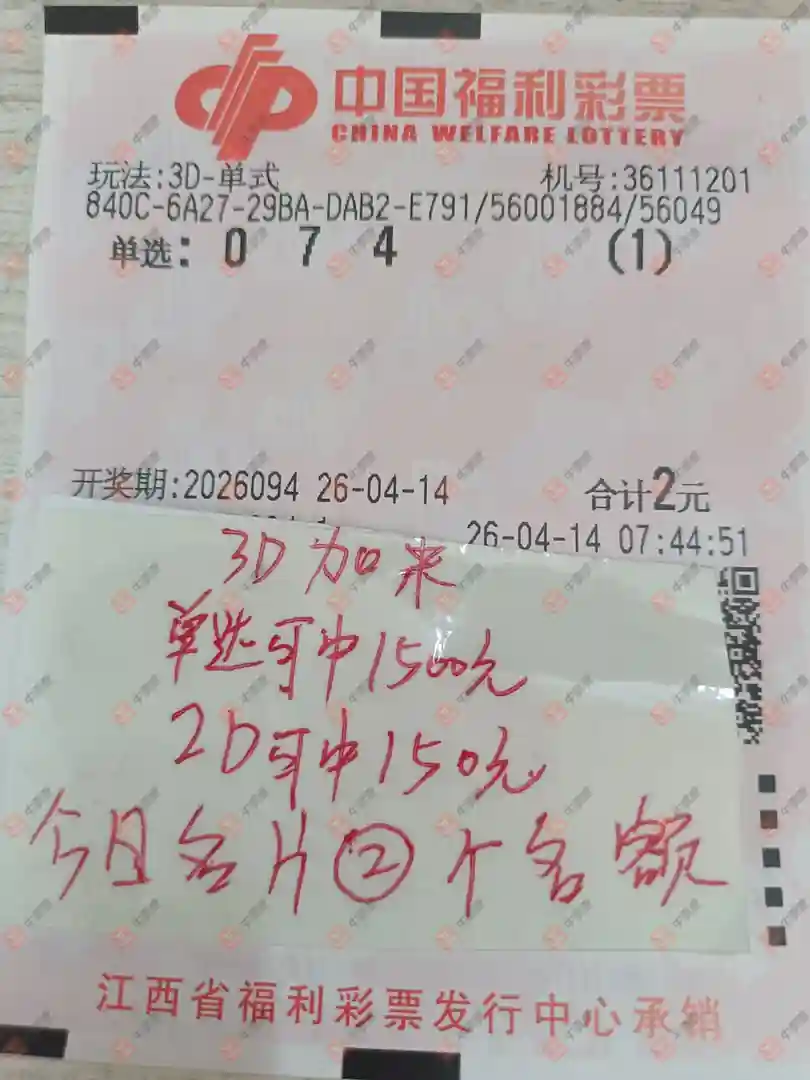 中国福利彩票
CHINA WELFARE LOTTERY
玩法:3D-单式 机号:36111201
840C-6A27-29BA-DAB2-E791/56001884/56049
单选: 0 7 4 (1)
开奖期:2026094 26-04-14 合计2元
26-04-14 07:44:51
3D 加来
单选可中1500元
2D可中150元
今日名片②个名额
江西省福利彩票发行中心承销